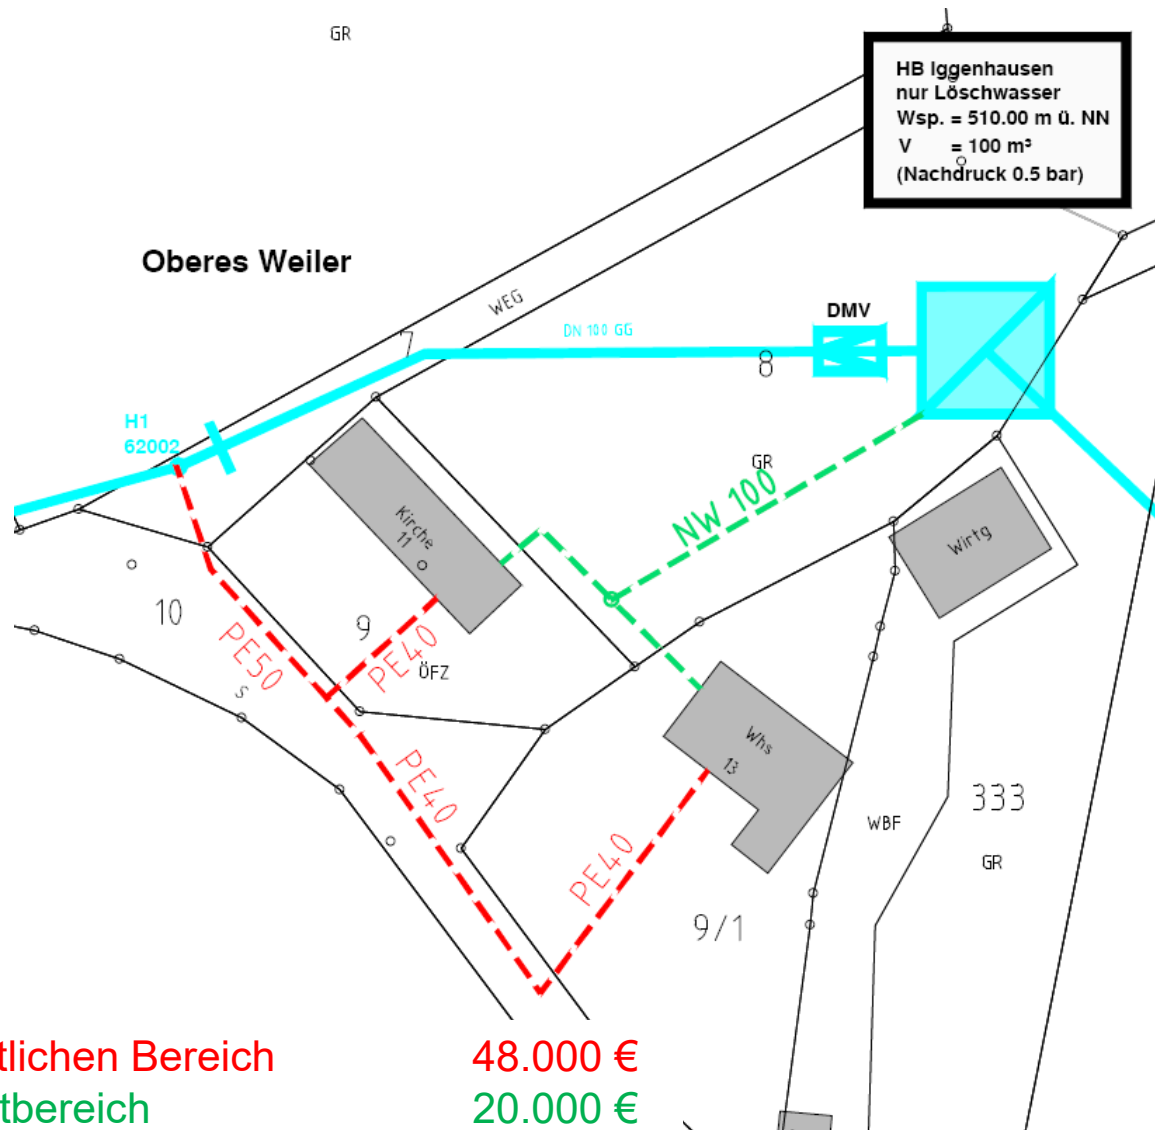 GR
HB Iggenhausen
nur Löschwasser
Wsp. = 510.00 m ü. NN
V = 100 m³
(Nachdruck 0.5 bar)
Oberes Weiler
WEG
7
DN 100 GG
DMV
8
H1
62002
GR
NW 100
Kirche
11
Wirtg
10
9
PE50
PE40
ÖFZ
S
Whs
13
PE40
333
WBF
GR
PE40
9/1
tlichen Bereich 48.000 €
tbereich 20.000 €